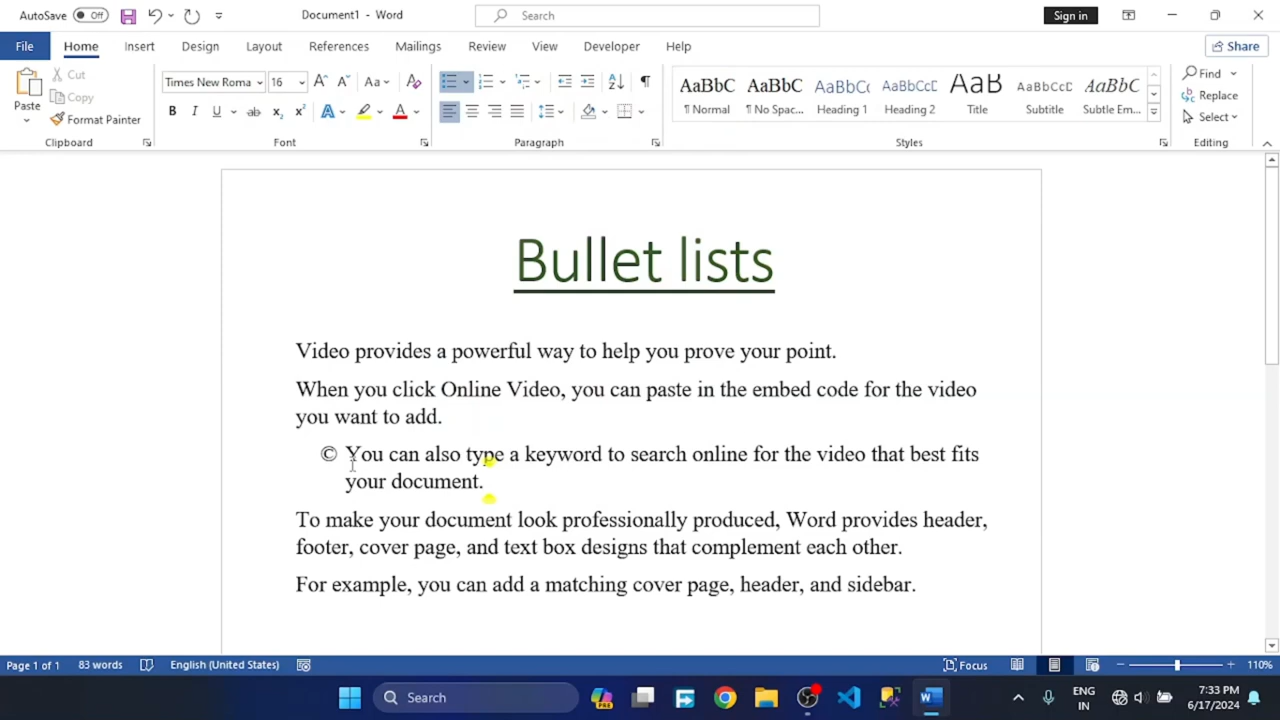 AutoSave Off Document1 - Word Search Sign in
File Home Insert Design Layout References Mailings Review View Developer Help Share
Paste Cut Copy Format Painter
Times New Roma 16 Aa
B I U ab x₂ x² A A
AaBbC AaBbC AaBbCc AaBbCcC AaB AaBbCcD AaBbC
¶ Normal ¶ No Spac... Heading 1 Heading 2 Title Subtitle Subtle Em...
Find
Replace
Select
Clipboard Font Paragraph Styles Editing
Bullet lists
Video provides a powerful way to help you prove your point.
When you click Online Video, you can paste in the embed code for the video
you want to add.
© You can also type a keyword to search online for the video that best fits
your document.
To make your document look professionally produced, Word provides header,
footer, cover page, and text box designs that complement each other.
For example, you can add a matching cover page, header, and sidebar.
Page 1 of 1 83 words English (United States) Focus 110%
Search PRE ENG 7:33 PM
IN 6/17/2024